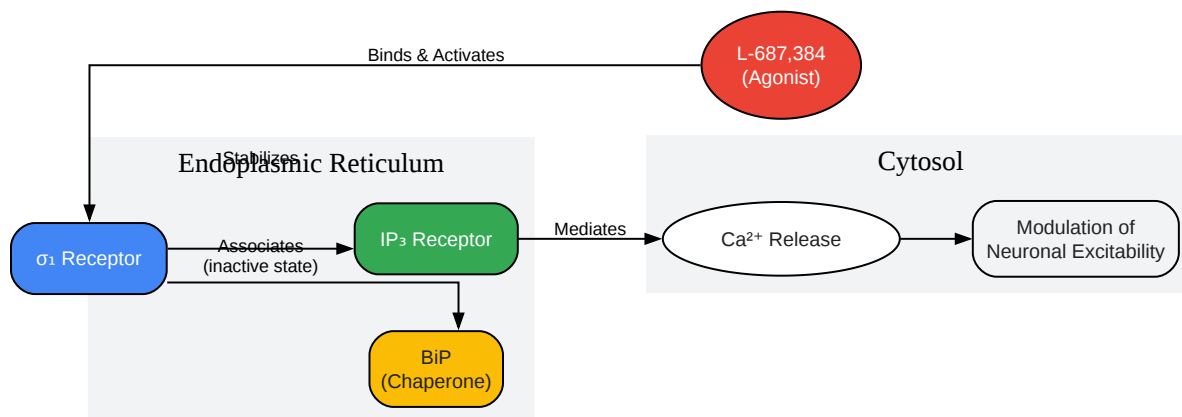 L-687,384
(Agonist)
Binds & Activates
Stabilizes
Endoplasmic Reticulum
Cytosol
σ₁ Receptor
Associates
(inactive state)
IP₃ Receptor
Mediates
Ca²⁺ Release
Modulation of
Neuronal Excitability
BiP
(Chaperone)